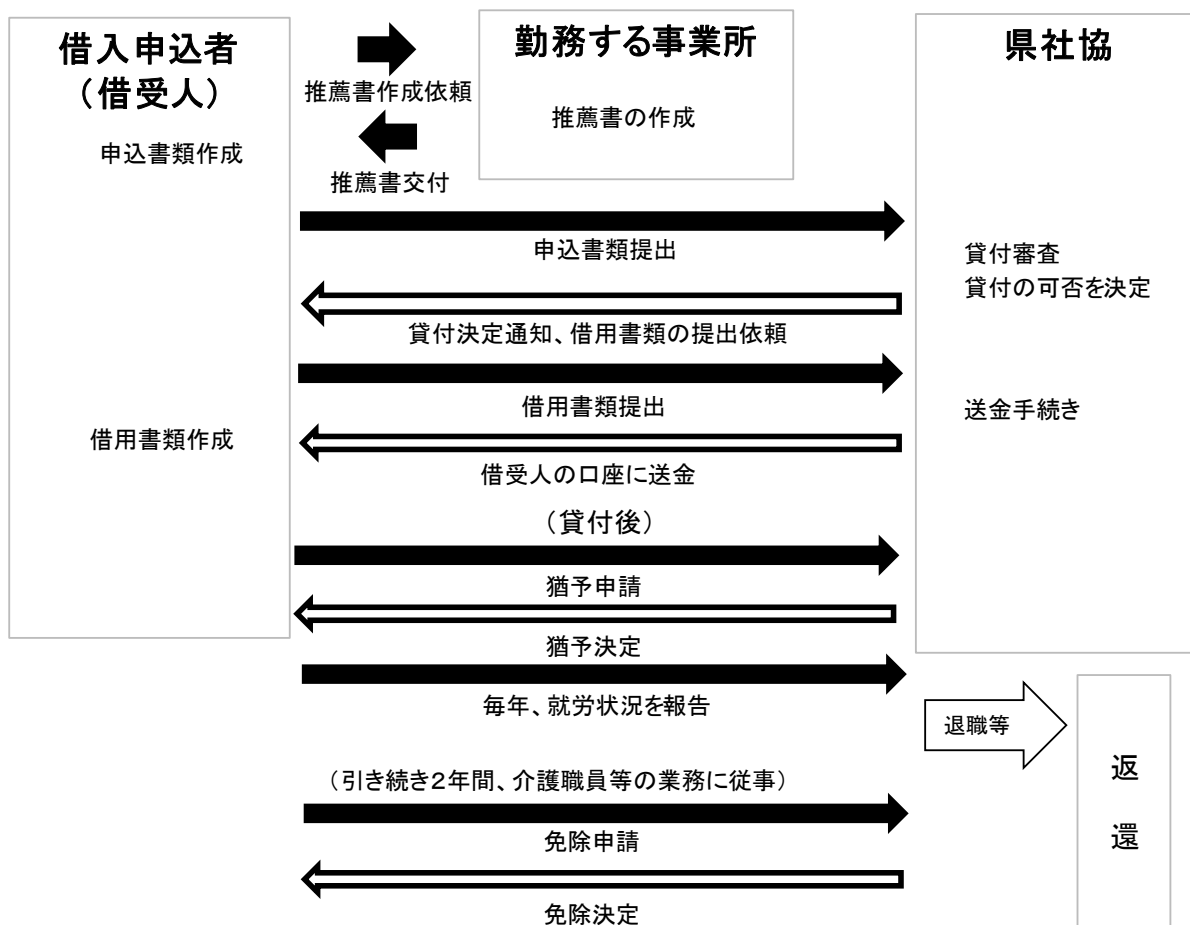 借入申込者
（借受人）
申込書類作成
推薦書作成依頼
推薦書交付
勤務する事業所
推薦書の作成
県社協
申込書類提出
貸付審査
貸付の可否を決定
貸付決定通知、借用書類の提出依頼
借用書類提出
送金手続き
借用書類作成
借受人の口座に送金
（貸付後）
猶予申請
猶予決定
毎年、就労状況を報告
退職等
返
還
（引き続き２年間、介護職員等の業務に従事）
免除申請
免除決定